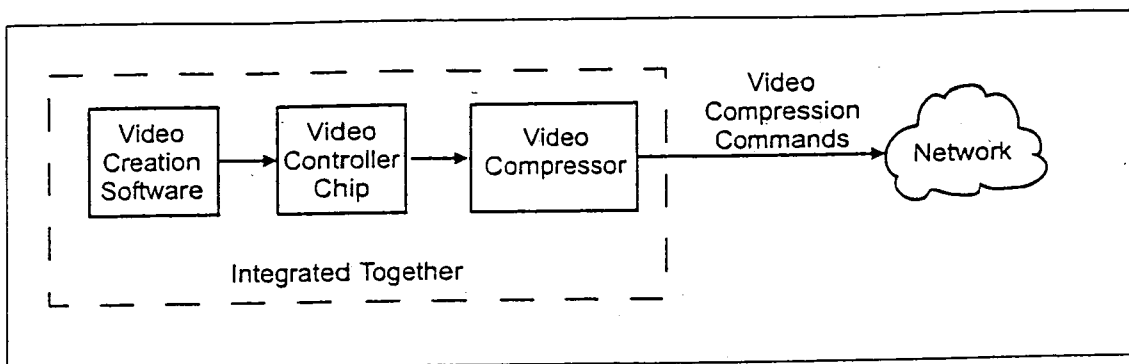 Video
Creation
Software
Video
Controller
Chip
Video
Compressor
Video
Compression
Commands
Network
Integrated Together